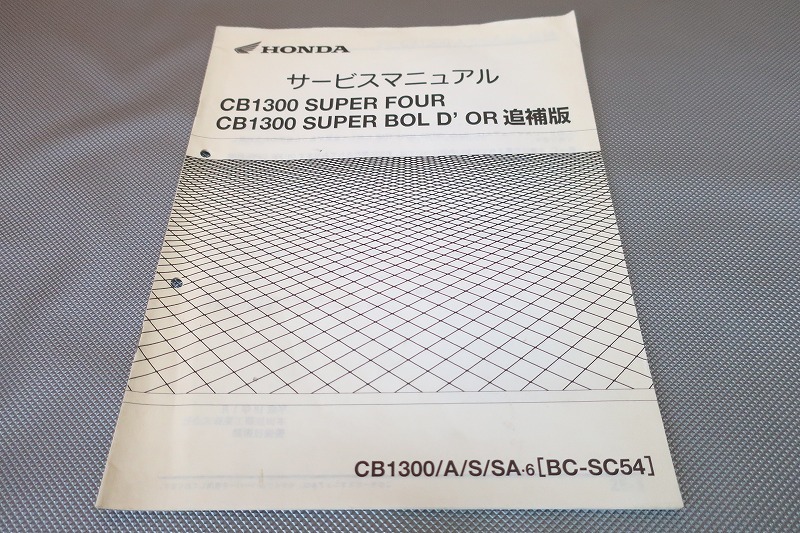 HONDA
サービスマニュアル
CB1300 SUPER FOUR
CB1300 SUPER BOL D' OR 追補版
CB1300/A/S/SA·6[BC-SC54]